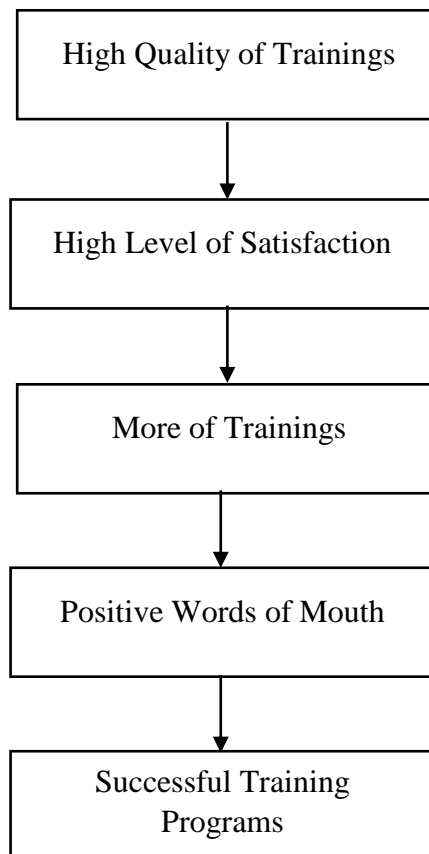 High Quality of Trainings
High Level of Satisfaction
More of Trainings
Positive Words of Mouth
Successful Training
Programs